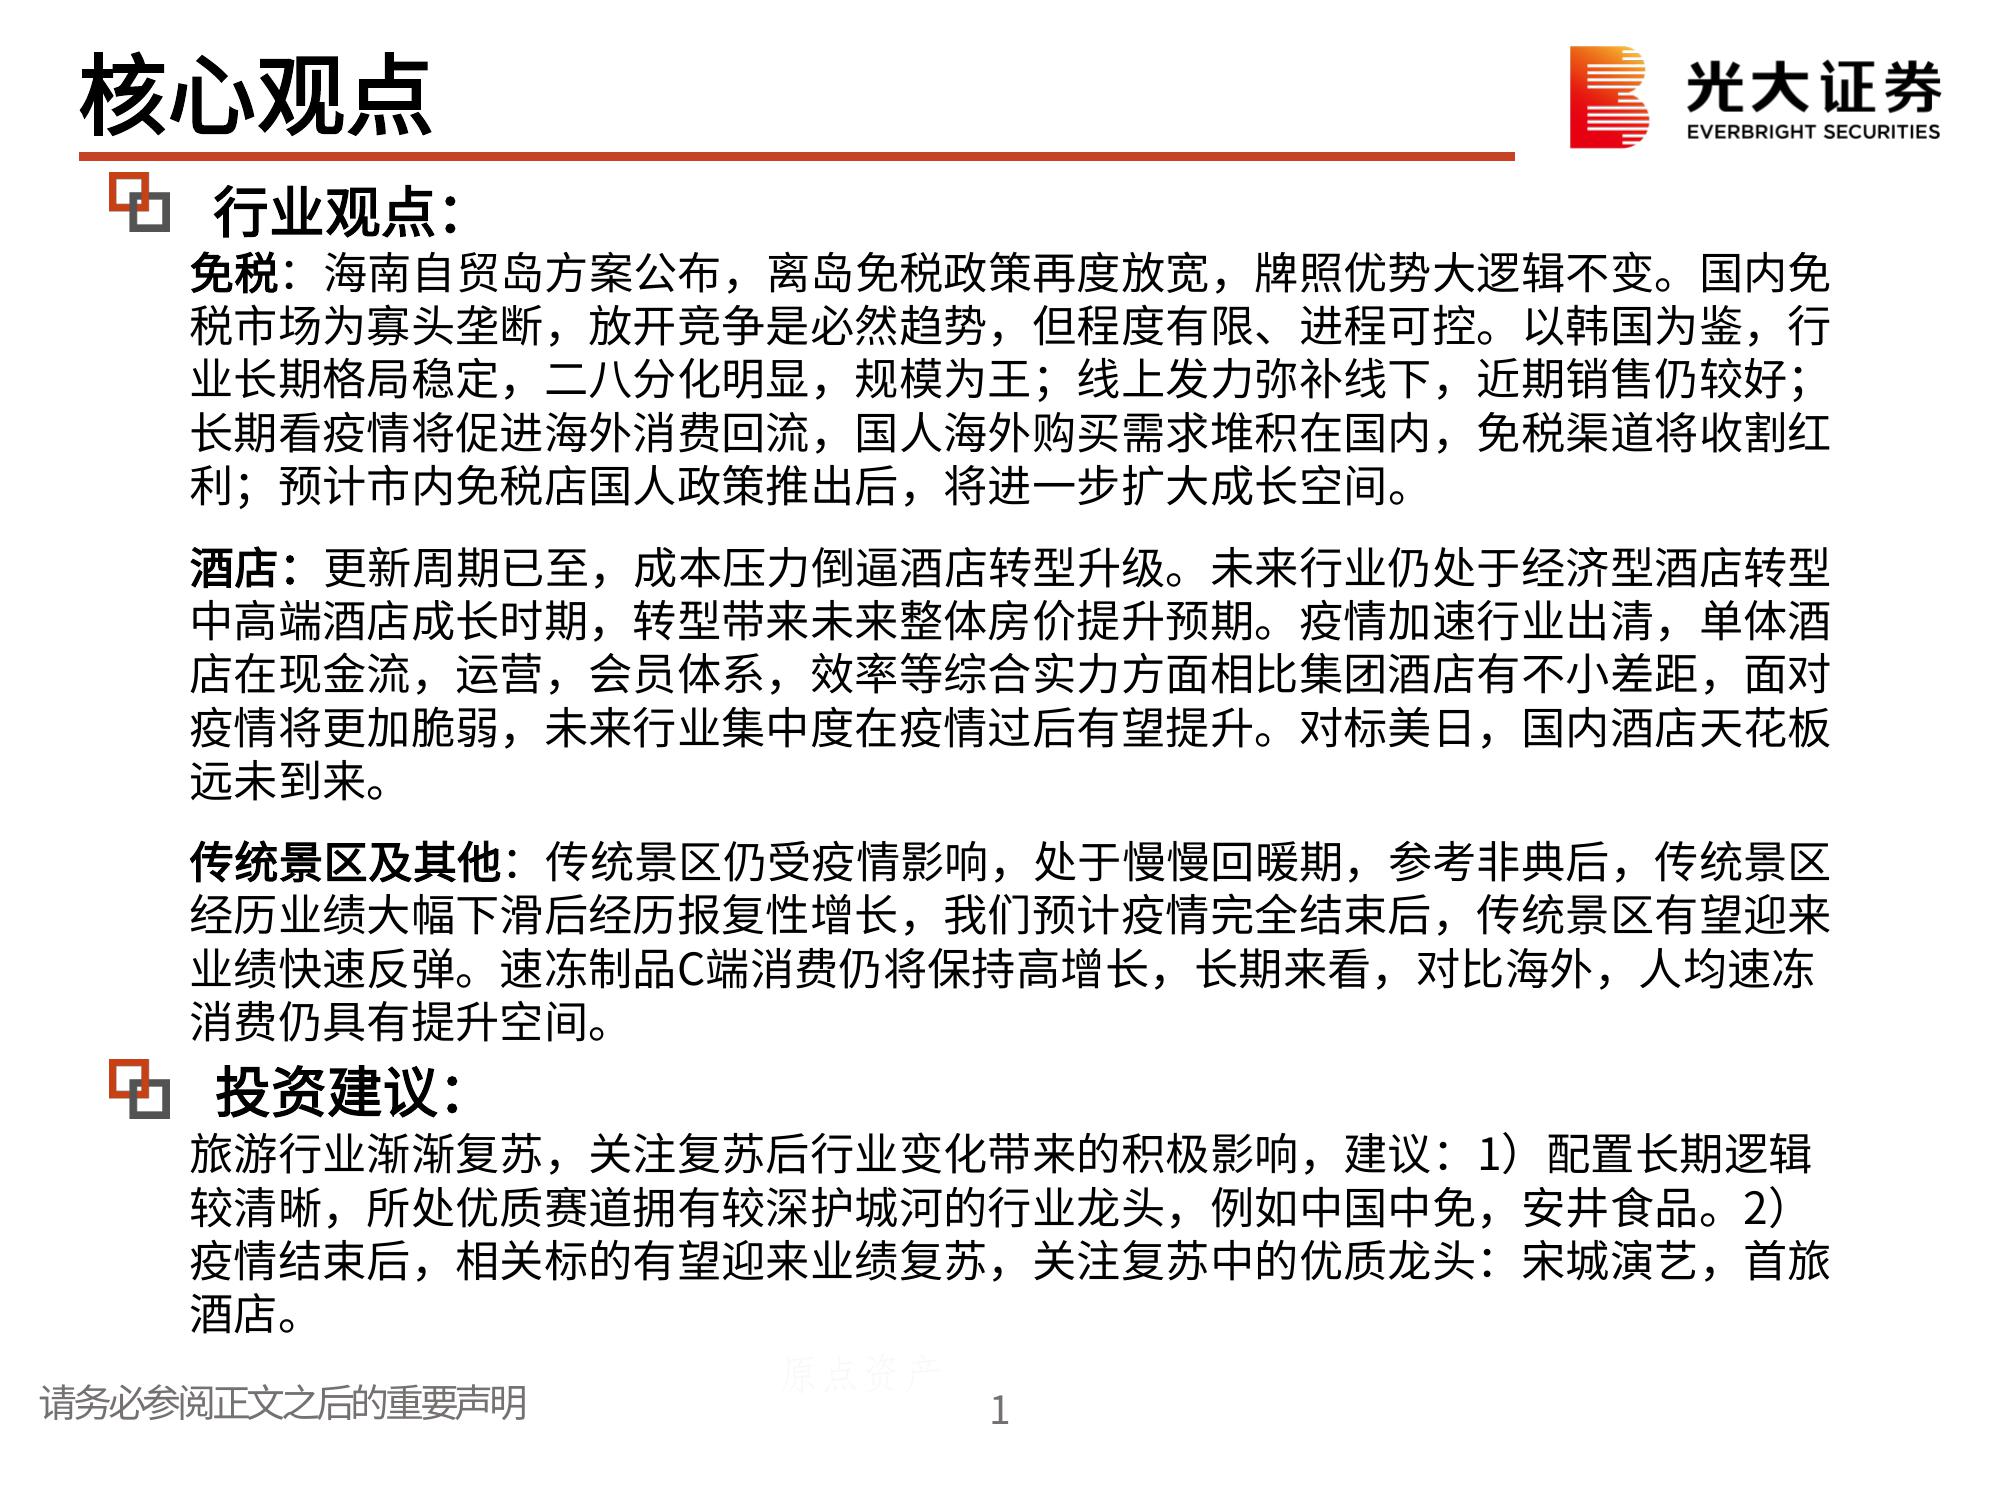 核心观点
光大证券
EVERBRIGHT SECURITIES
行业观点：
免税：海南自贸岛方案公布，离岛免税政策再度放宽，牌照优势大逻辑不变。国内免
税市场为寡头垄断，放开竞争是必然趋势，但程度有限、进程可控。以韩国为鉴，行
业长期格局稳定，二八分化明显，规模为王；线上发力弥补线下，近期销售仍较好；
长期看疫情将促进海外消费回流，国人海外购买需求堆积在国内，免税渠道将收割红
利；预计市内免税店国人政策推出后，将进一步扩大成长空间。
酒店：更新周期已至，成本压力倒逼酒店转型升级。未来行业仍处于经济型酒店转型
中高端酒店成长时期，转型带来未来整体房价提升预期。疫情加速行业出清，单体酒
店在现金流，运营，会员体系，效率等综合实力方面相比集团酒店有不小差距，面对
疫情将更加脆弱，未来行业集中度在疫情过后有望提升。对标美日，国内酒店天花板
远未到来。
传统景区及其他：传统景区仍受疫情影响，处于慢慢回暖期，参考非典后，传统景区
经历业绩大幅下滑后经历报复性增长，我们预计疫情完全结束后，传统景区有望迎来
业绩快速反弹。速冻制品C端消费仍将保持高增长，长期来看，对比海外，人均速冻
消费仍具有提升空间。
投资建议：
旅游行业渐渐复苏，关注复苏后行业变化带来的积极影响，建议：1）配置长期逻辑
较清晰，所处优质赛道拥有较深护城河的行业龙头，例如中国中免，安井食品。2）
疫情结束后，相关标的有望迎来业绩复苏，关注复苏中的优质龙头：宋城演艺，首旅
酒店。
原点资产
请务必参阅正文之后的重要声明
1